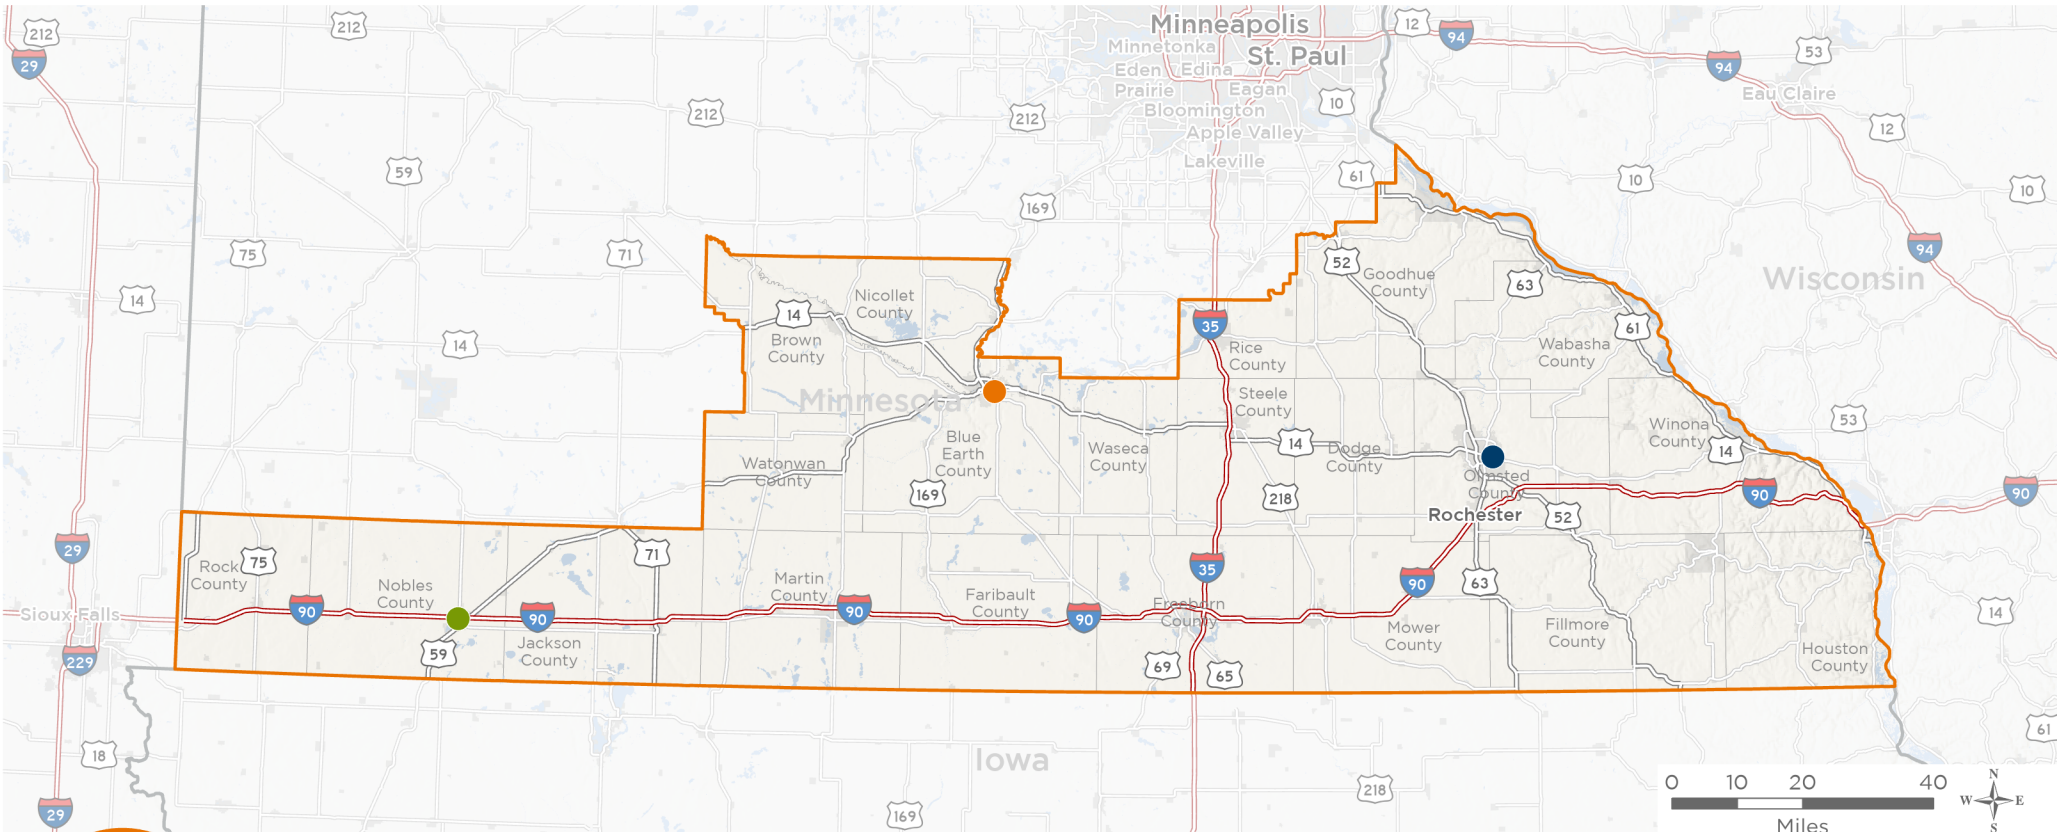 Minneapolis
St. Paul
Minnetonka
Eden
Prairie
Edina
Eagan
Bloomington
Apple Valley
Lakeville
212
212
12
94
53
29
94
Eau Claire
212
212
10
12
59
61
10
10
169
75
71
52
Goodhue
County
63
94
Wisconsin
14
Nicollet
County
14
35
61
14
Brown
County
Rice
County
Wabasha
County
Minnesota
Steele
County
53
Blue
Earth
County
Waseca
County
14
Dodge
County
Winona
County
14
Watonwan
County
Olmsted
County
169
218
90
90
Rochester
52
29
Rock
County
75
71
Nobles
County
Martin
County
35
90
63
Sioux Falls
90
90
90
Faribault
County
90
Freeborn
County
14
229
59
Jackson
County
Mower
County
Fillmore
County
Houston
County
69
65
18
Iowa
61
29
169
218
0
10
20
40
Miles
N
W
E
S